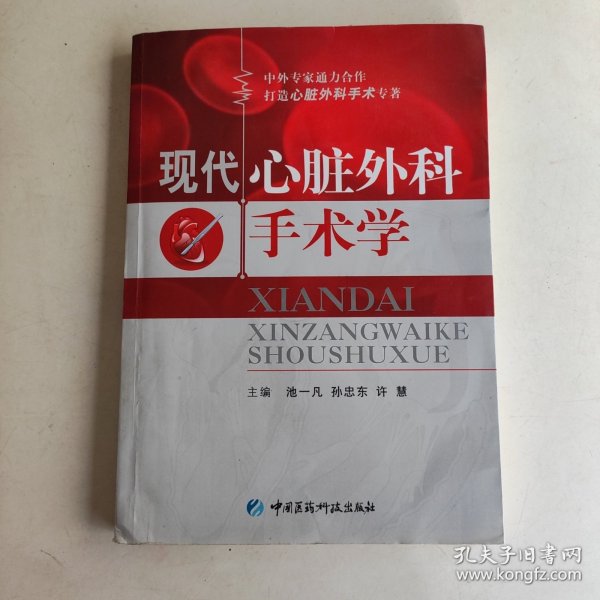 中外专家通力合作
打造心脏外科手术专著
现代心脏外科
手术学
XIANDAI
XINZANGWAIKE
SHOUSHUXUE
主编 池一凡 孙忠东 许 慧
中国医药科技出版社
孔夫子旧书网
www.kongfz.com